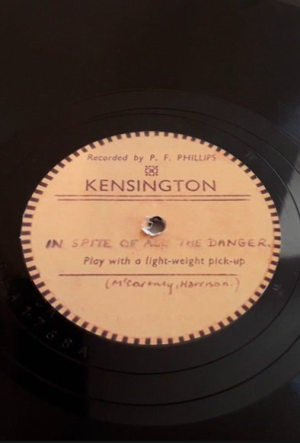 Recorded by P. F. PHILLIPS
KENSINGTON
IN SPITE OF ALL THE DANGER.
Play with a light-weight pick-up
(McCartney, Harrison.)